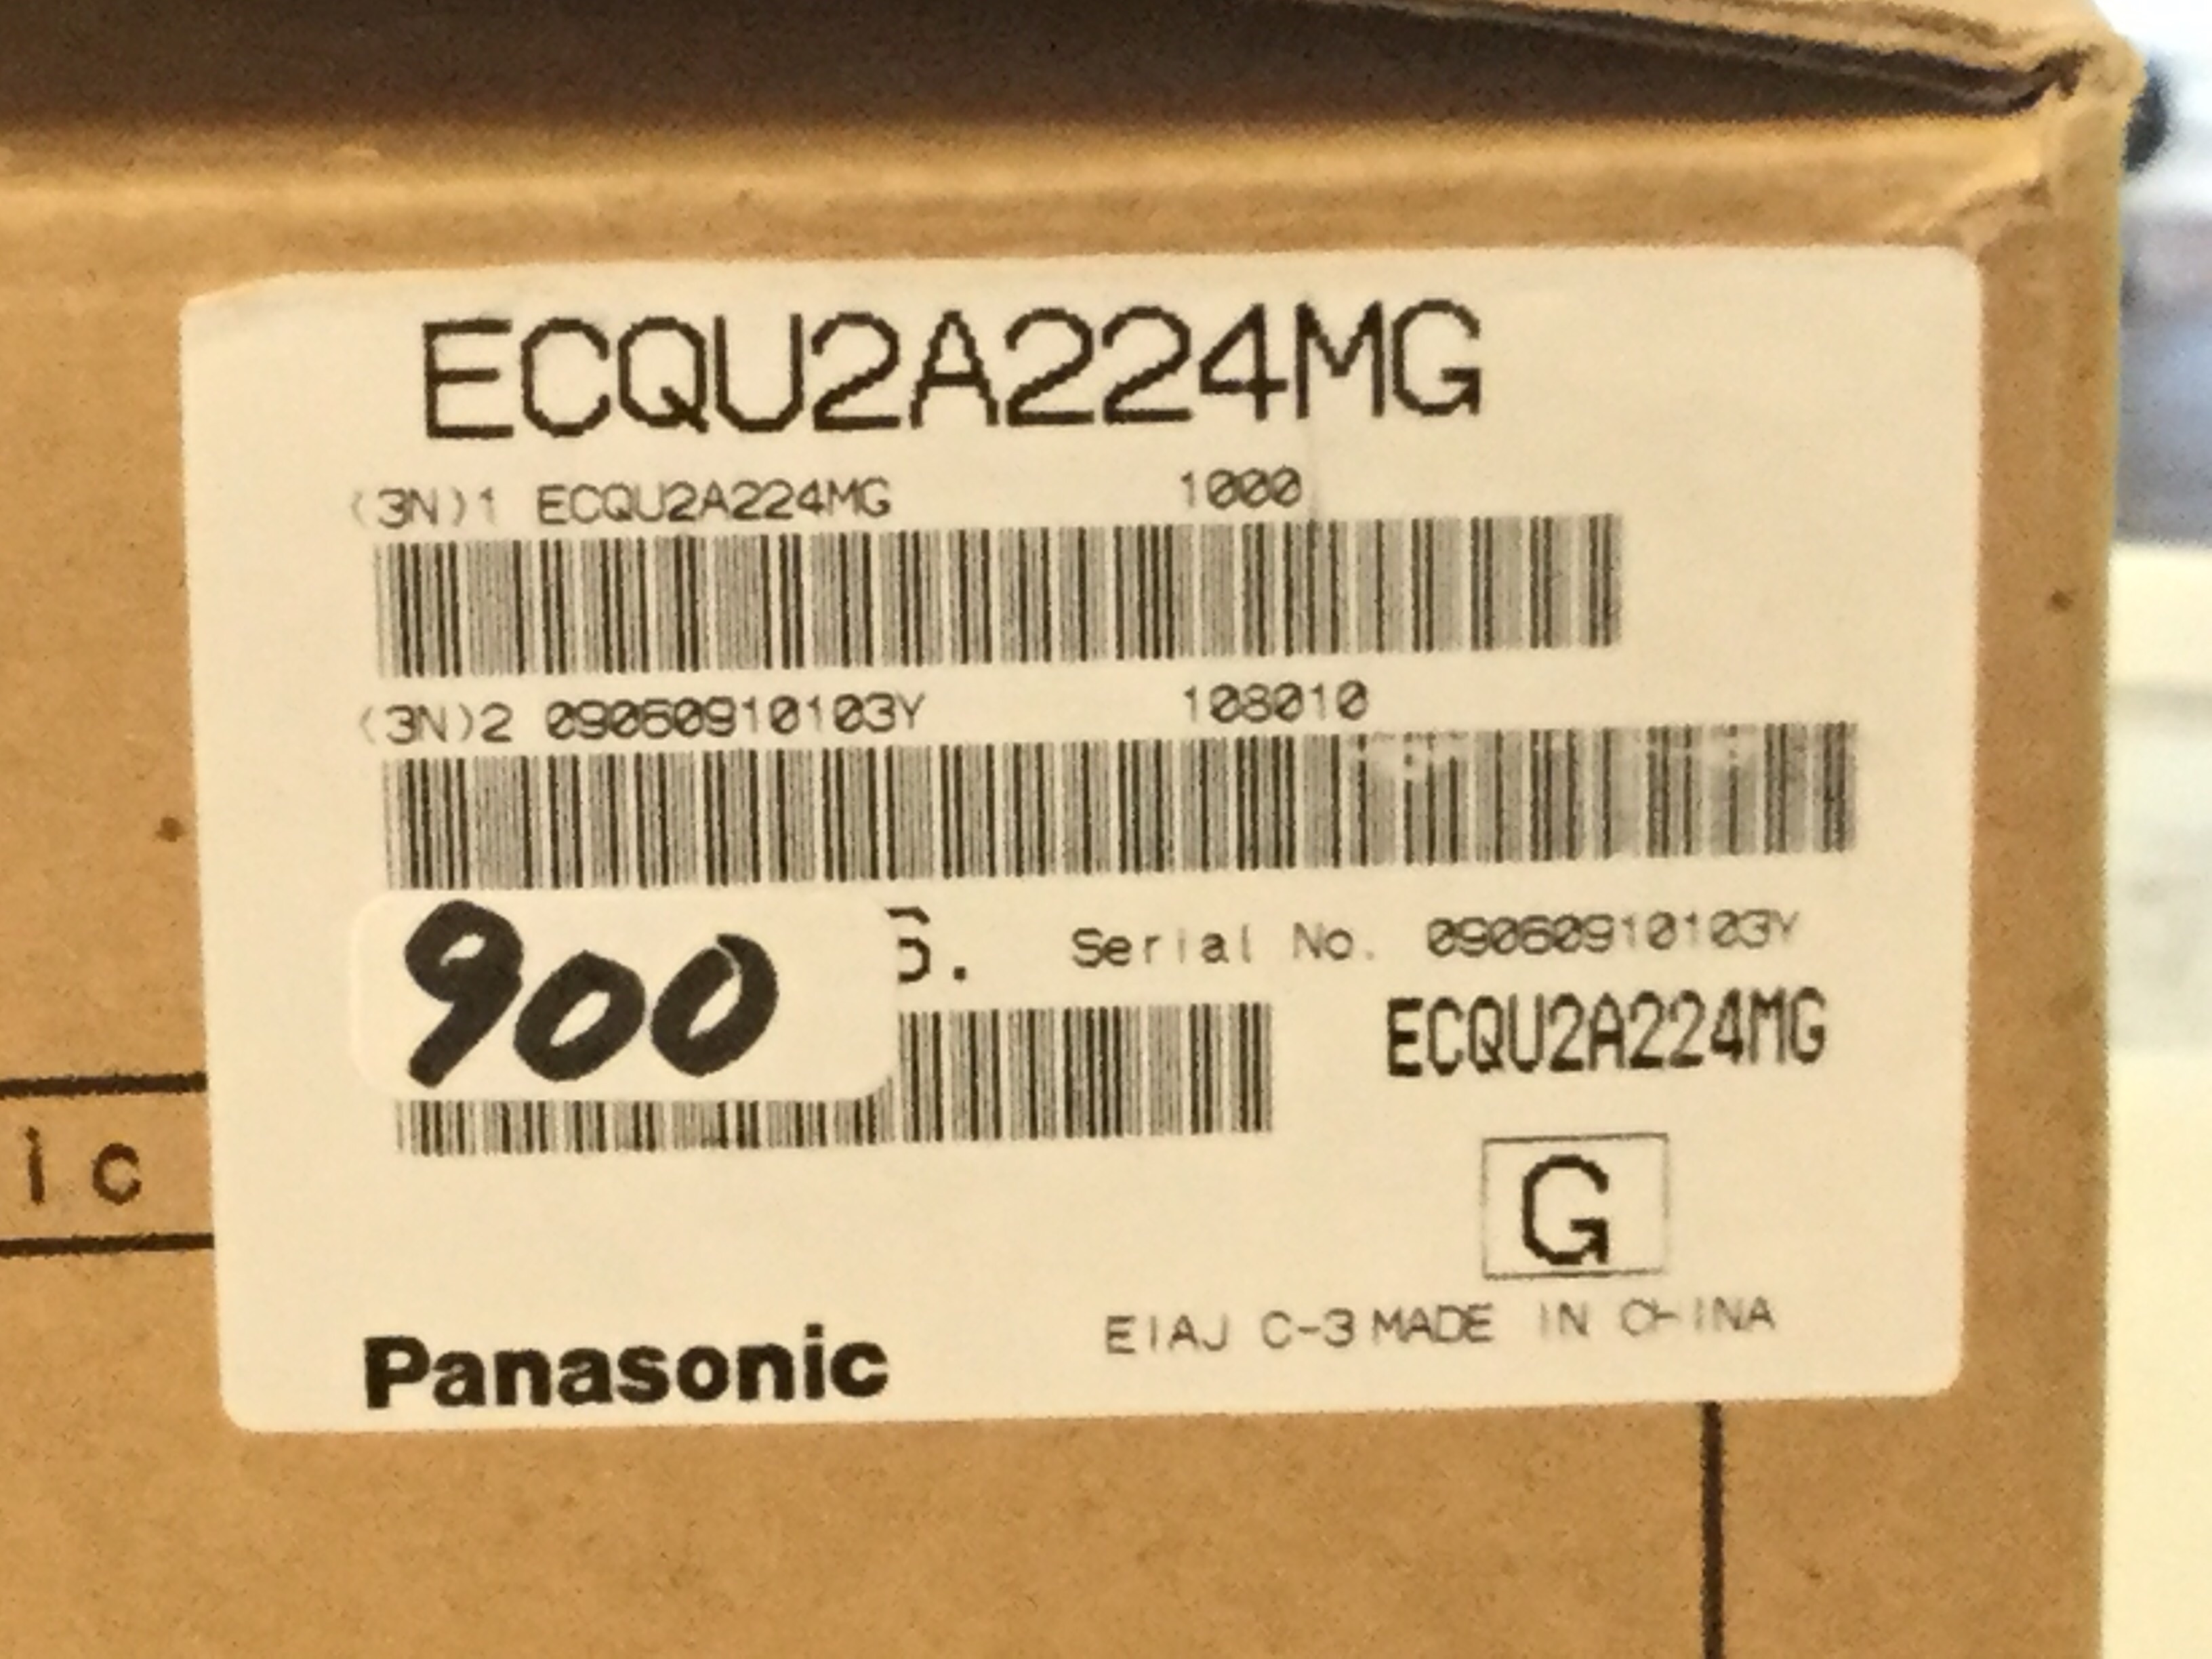 ECQU2A224MG
(3N)1 ECQU2A224MG 1000
(3N)2 09060910103Y 108010
900 S. Serial No. 09060910103Y
ECQU2A224MG
G
ic
Panasonic EIAJ C-3 MADE IN CHINA